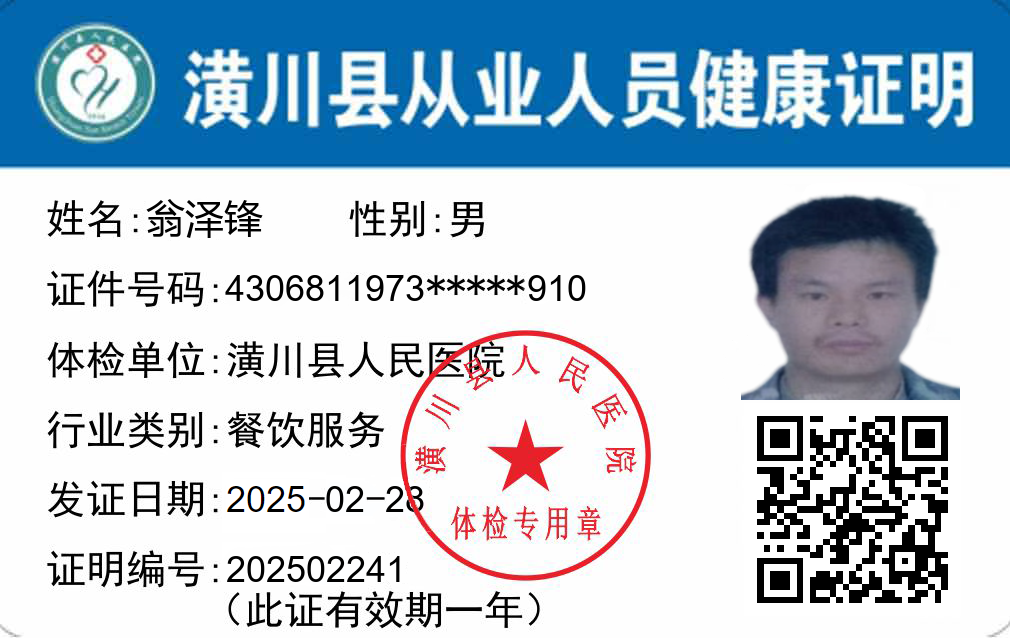 潢川县从业人员健康证明
姓名:翁泽锋 性别:男
证件号码:4306811973*****910
体检单位:潢川县人民医院
行业类别:餐饮服务
发证日期:2025-02-28
证明编号:202502241
(此证有效期一年)
潢川县人民医院
体检专用章